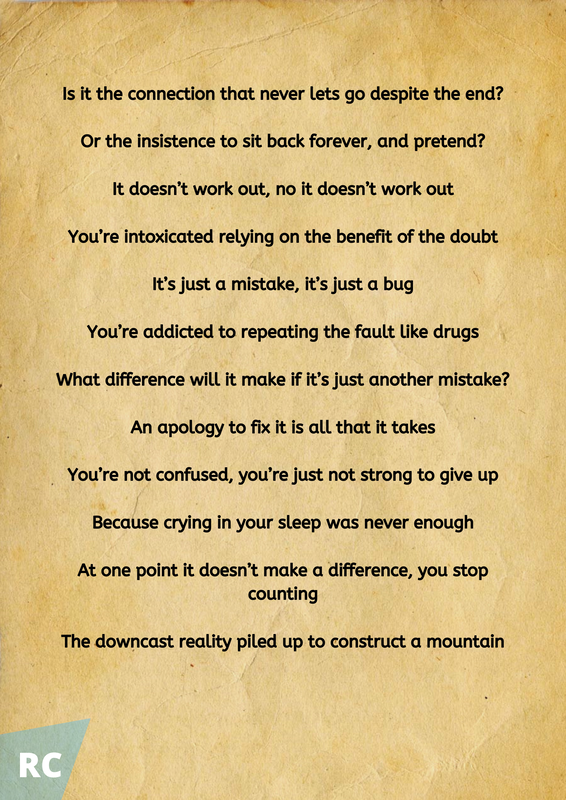 Is it the connection that never lets go despite the end?
Or the insistence to sit back forever, and pretend?
It doesn't work out, no it doesn't work out
You're intoxicated relying on the benefit of the doubt
It's just a mistake, it's just a bug
You're addicted to repeating the fault like drugs
What difference will it make if it's just another mistake?
An apology to fix it is all that it takes
You're not confused, you're just not strong to give up
Because crying in your sleep was never enough
At one point it doesn't make a difference, you stop
counting
The downcast reality piled up to construct a mountain
RC